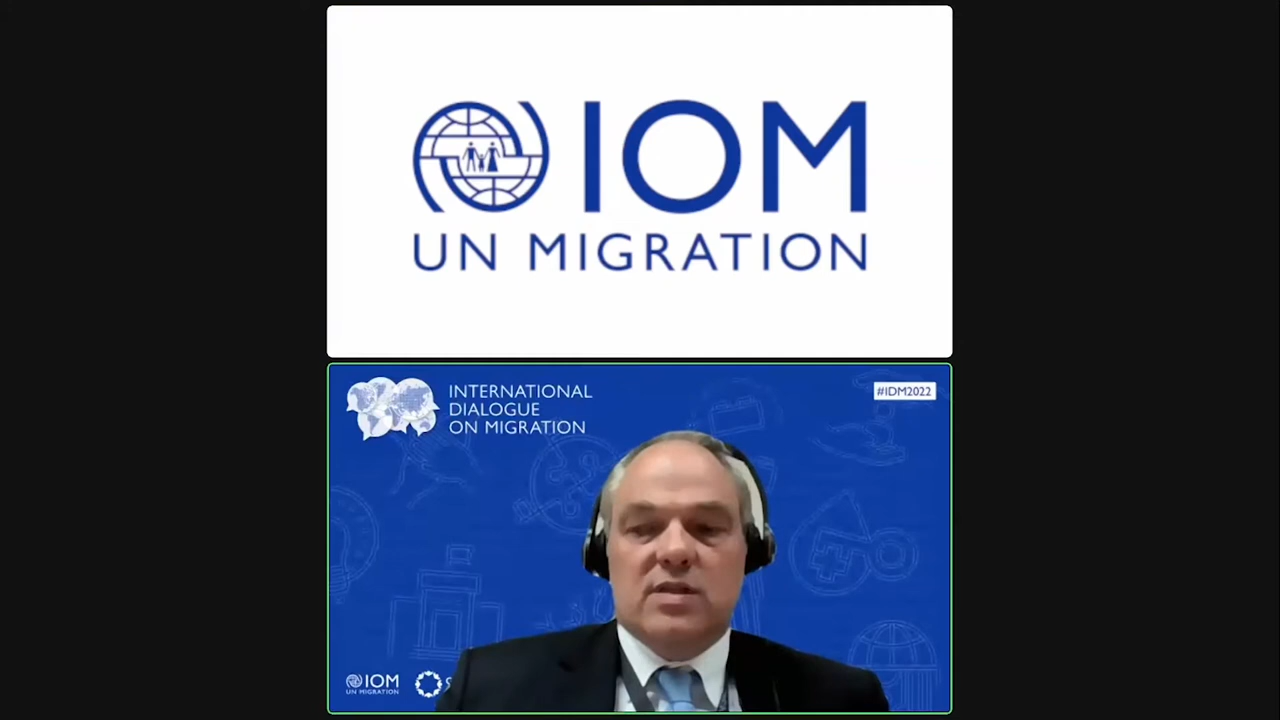 IOM
UN MIGRATION
INTERNATIONAL
DIALOGUE
ON MIGRATION
#IDM2022
IOM
UN MIGRATION